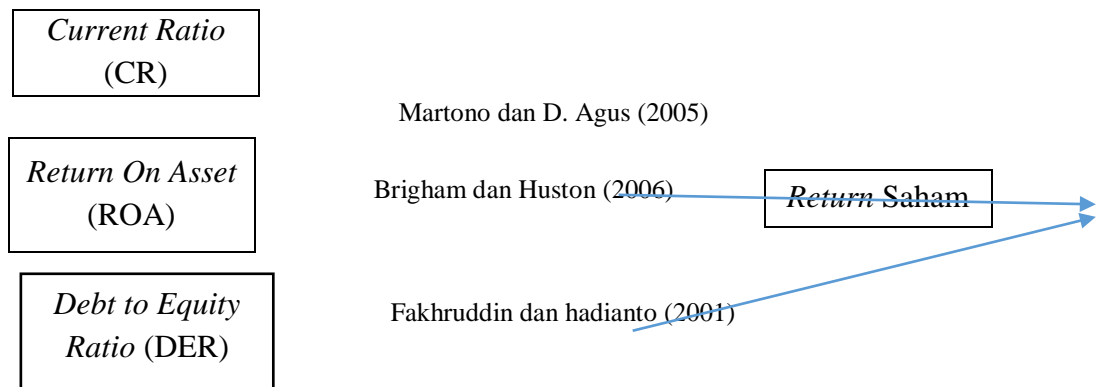 Current Ratio
(CR)
Martono dan D. Agus (2005)
Return On Asset
(ROA)
Brigham dan Huston (2006)
Return Saham
Debt to Equity
Ratio (DER)
Fakhruddin dan hadianto (2001)